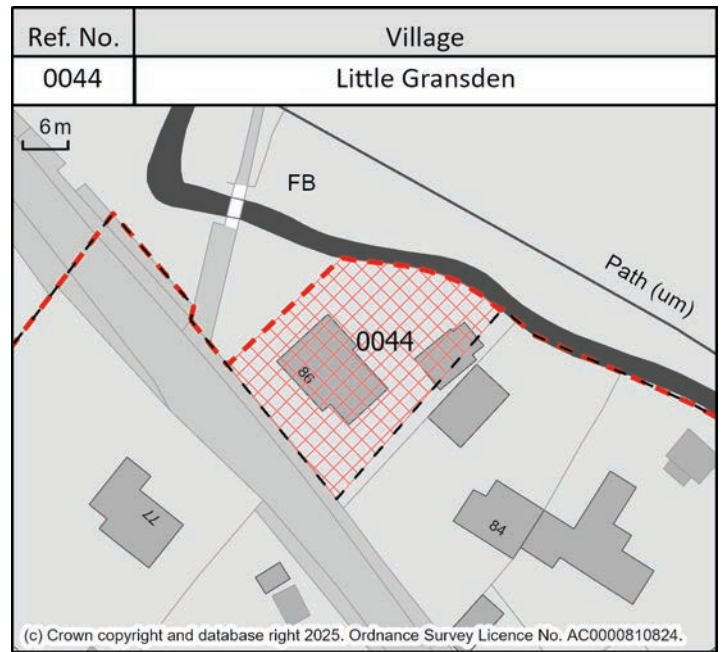 Ref. No. Village
0044 Little Gransden
6 m
FB
Path (um)
0044
86
77
84
(c) Crown copyright and database right 2025. Ordnance Survey Licence No. AC0000810824.